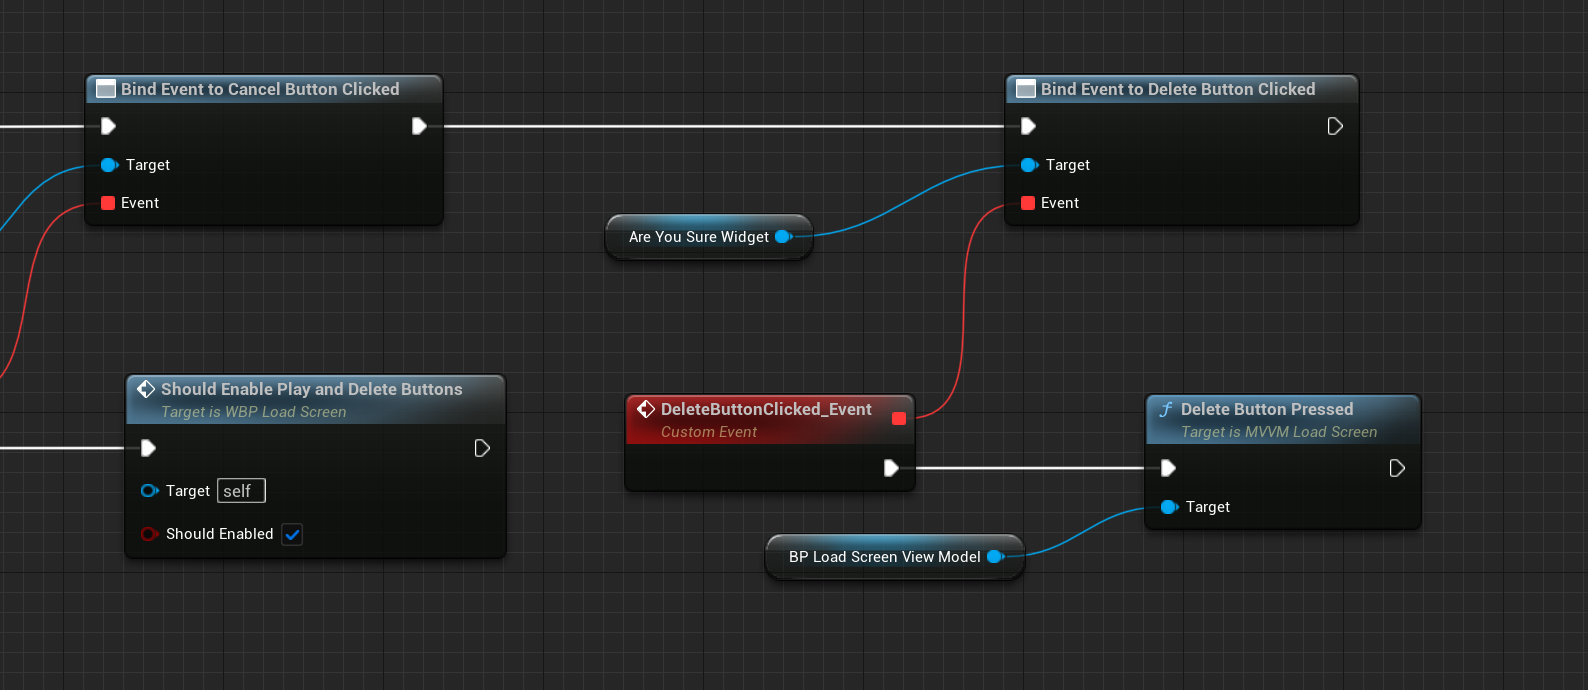 Bind Event to Cancel Button Clicked
Target
Event
Bind Event to Delete Button Clicked
Target
Event
Are You Sure Widget
Should Enable Play and Delete Buttons
Target is WBP Load Screen
Target self
Should Enabled
DeleteButtonClicked_Event
Custom Event
Delete Button Pressed
Target is MVVM Load Screen
Target
BP Load Screen View Model